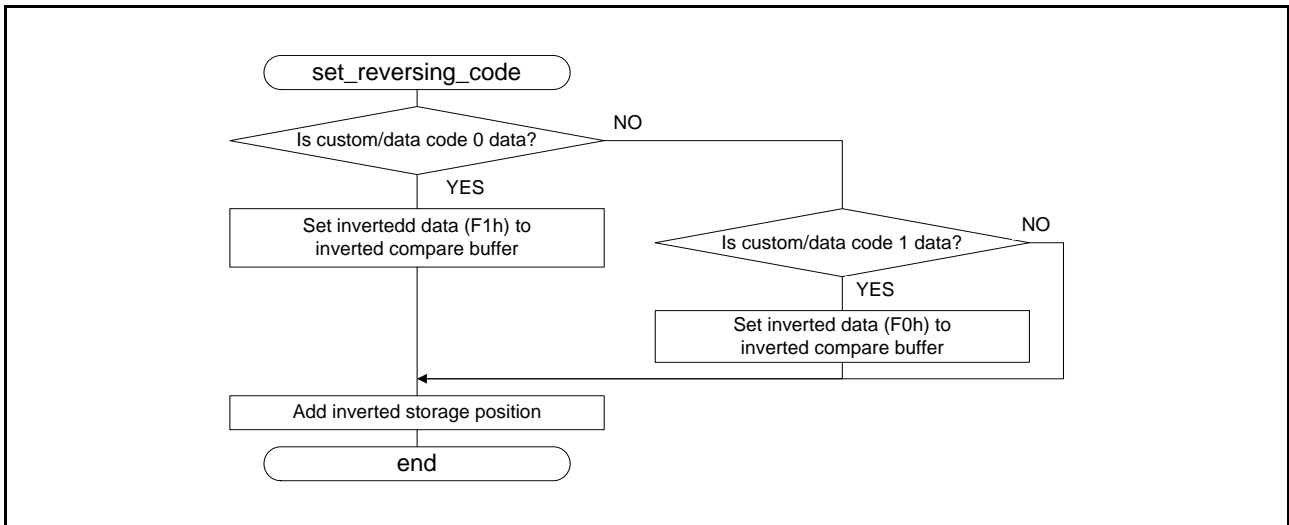 set_reversing_code
Is custom/data code 0 data?
NO
YES
Set invertedd data (F1h) to
inverted compare buffer
Is custom/data code 1 data?
NO
YES
Set inverted data (F0h) to
inverted compare buffer
Add inverted storage position
end